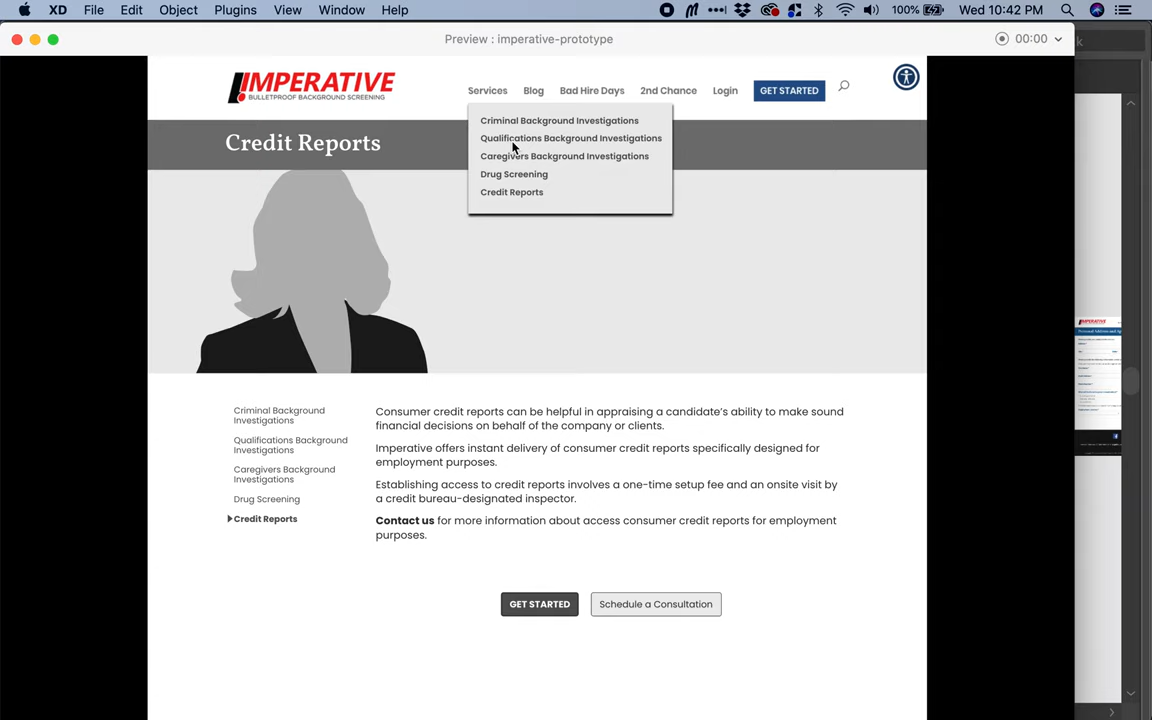 XD File Edit Object Plugins View Window Help 100% Wed 10:42 PM
Preview : imperative-prototype
00:00
k
IMPERATIVE
BULLETPROOF BACKGROUND SCREENING
Services Blog Bad Hire Days 2nd Chance Login GET STARTED
Criminal Background Investigations
Qualifications Background Investigations
Caregivers Background Investigations
Drug Screening
Credit Reports
Credit Reports
Criminal Background
Investigations
Qualifications Background
Investigations
Caregivers Background
Investigations
Drug Screening
Credit Reports
Consumer credit reports can be helpful in appraising a candidate's ability to make sound
financial decisions on behalf of the company or clients.
Imperative offers instant delivery of consumer credit reports specifically designed for
employment purposes.
Establishing access to credit reports involves a one-time setup fee and an onsite visit by
a credit bureau-designated inspector.
Contact us for more information about access consumer credit reports for employment
purposes.
GET STARTED
Schedule a Consultation
IMPERATIVE